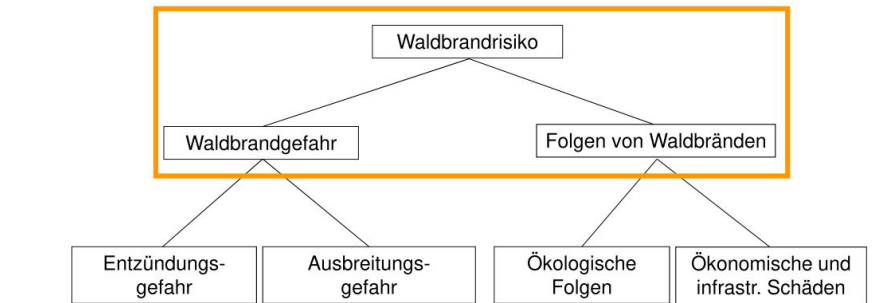 Waldbrandrisiko
Waldbrandgefahr
Folgen von Waldbränden
Entzündungs-
gefahr
Ausbreitungs-
gefahr
Ökologische
Folgen
Ökonomische und
infrastr. Schäden